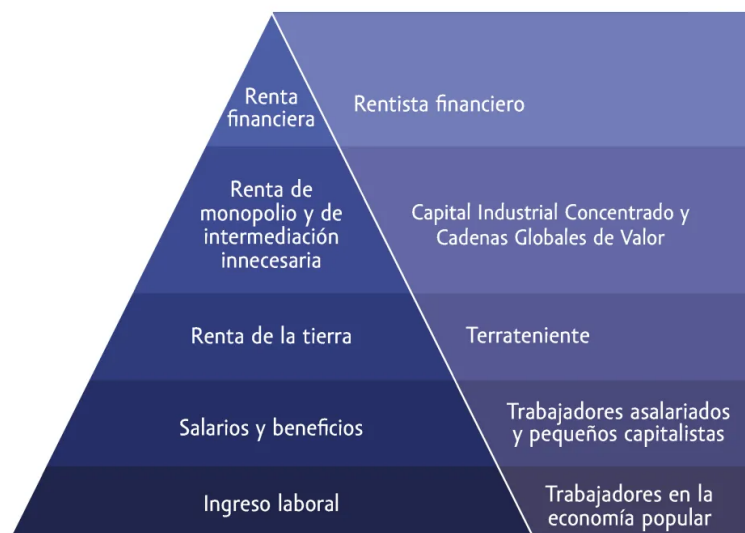 Renta
financiera
Rentista financiero
Renta de
monopolio y de
intermediación
innecesaria
Capital Industrial Concentrado y
Cadenas Globales de Valor
Renta de la tierra
Terrateniente
Salarios y beneficios
Trabajadores asalariados
y pequeños capitalistas
Ingreso laboral
Trabajadores en la
economía popular